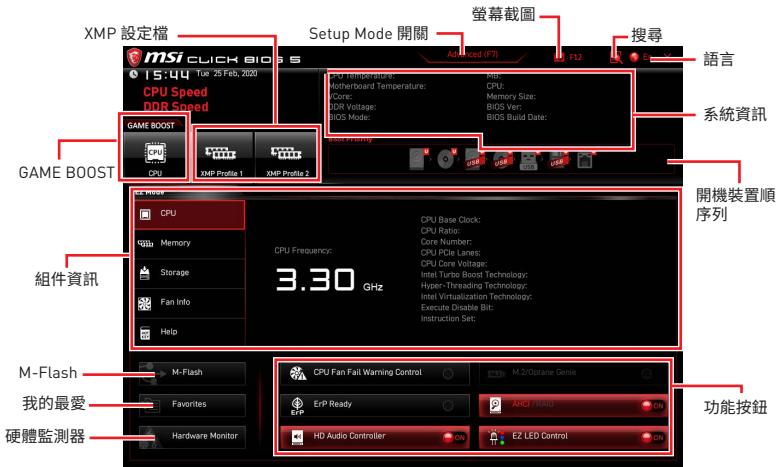 螢幕截圖
XMP 設定檔
Setup Mode 開關
搜尋
msi CLICK BIOS 5
Advanced (F7)
F12
En
X
語言
15:44 Tue 25 Feb, 2020
CPU Speed
DDR Speed
CPU Temperature:
Motherboard Temperature:
VCore:
DDR Voltage:
BIOS Mode:
MB:
CPU:
Memory Size:
BIOS Ver:
BIOS Build Date:
系統資訊
GAME BOOST
CPU
CPU
XMP Profile 1
XMP Profile 2
Boot Priority
U
U
USB
USB
USB
USB
GAME BOOST
開機裝置順
序列
EZ Mode
CPU
Memory
Storage
Fan Info
Help
組件資訊
CPU Frequency:
3.30 GHz
CPU Base Clock:
CPU Ratio:
Core Number:
CPU PCIe Lanes:
CPU Core Voltage:
Intel Turbo Boost Technology:
Hyper-Threading Technology:
Intel Virtualization Technology:
Execute Disable Bit:
Instruction Set:
M-Flash
M-Flash
我的最愛
Favorites
硬體監測器
Hardware Monitor
CPU Fan Fail Warning Control
M.2/Optane Genie
ErP
ErP Ready
AHCI /RAID
ON
HD Audio Controller
ON
EZ LED Control
ON
功能按鈕